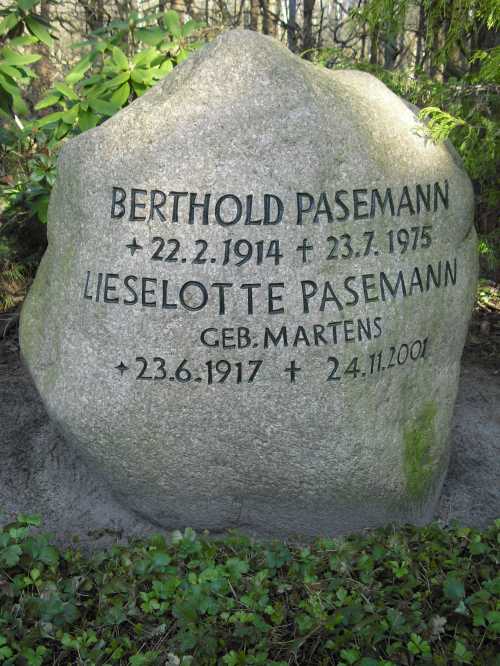 BERTHOLD PASEMANN
✦ 22.2.1914 ✝ 23.7.1975
LIESELOTTE PASEMANN
GEB. MARTENS
✦ 23.6.1917 ✝ 24.11.2001